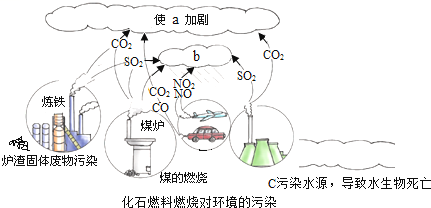 使 a 加剧
CO₂
CO₂
SO₂
b
CO₂
NO₂
NO
SO₂
CO
炼铁
煤炉
炉渣固体废物污染
煤的燃烧
C污染水源，导致水生物死亡
化石燃料燃烧对环境的污染